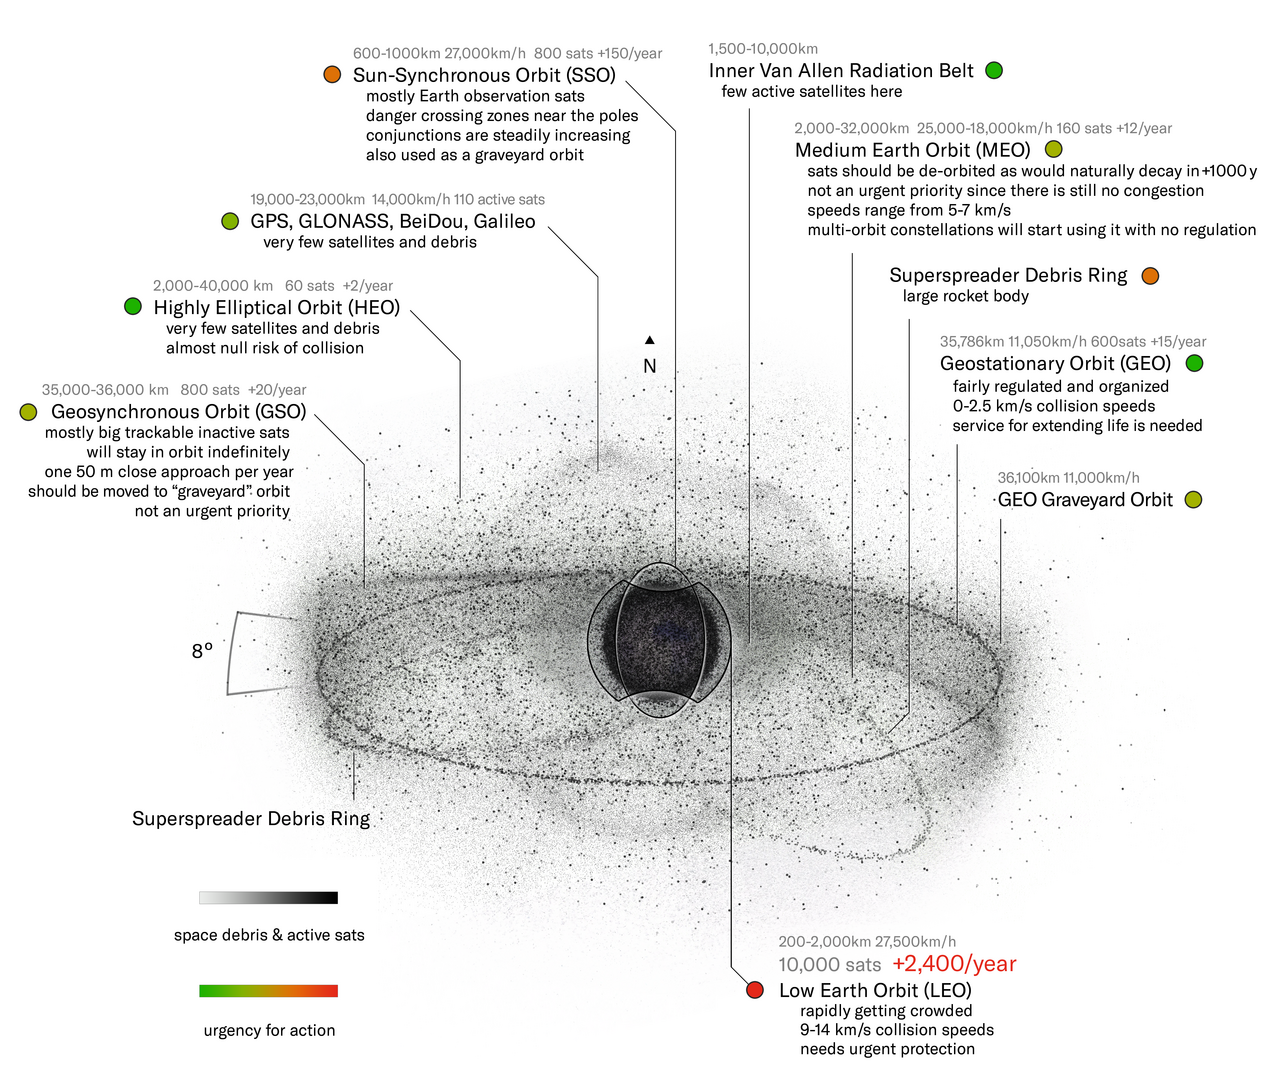 600-1000km 27,000km/h 800 sats +150/year
Sun-Synchronous Orbit (SSO)
mostly Earth observation sats
danger crossing zones near the poles
conjunctions are steadily increasing
also used as a graveyard orbit
1,500-10,000km
Inner Van Allen Radiation Belt
few active satellites here
2,000-32,000km 25,000-18,000km/h 160 sats +12/year
Medium Earth Orbit (MEO)
sats should be de-orbited as would naturally decay in +1000 y
not an urgent priority since there is still no congestion
speeds range from 5-7 km/s
multi-orbit constellations will start using it with no regulation
19,000-23,000km 14,000km/h 110 active sats
GPS, GLONASS, BeiDou, Galileo
very few satellites and debris
Superspreader Debris Ring
large rocket body
2,000-40,000 km 60 sats +2/year
Highly Elliptical Orbit (HEO)
very few satellites and debris
almost null risk of collision
35,786km 11,050km/h 600sats +15/year
Geostationary Orbit (GEO)
fairly regulated and organized
0-2.5 km/s collision speeds
service for extending life is needed
N
35,000-36,000 km 800 sats +20/year
Geosynchronous Orbit (GSO)
mostly big trackable inactive sats
will stay in orbit indefinitely
one 50 m close approach per year
should be moved to "graveyard" orbit
not an urgent priority
36,100km 11,000km/h
GEO Graveyard Orbit
8º
Superspreader Debris Ring
space debris & active sats
urgency for action
200-2,000km 27,500km/h
10,000 sats +2,400/year
Low Earth Orbit (LEO)
rapidly getting crowded
9-14 km/s collision speeds
needs urgent protection